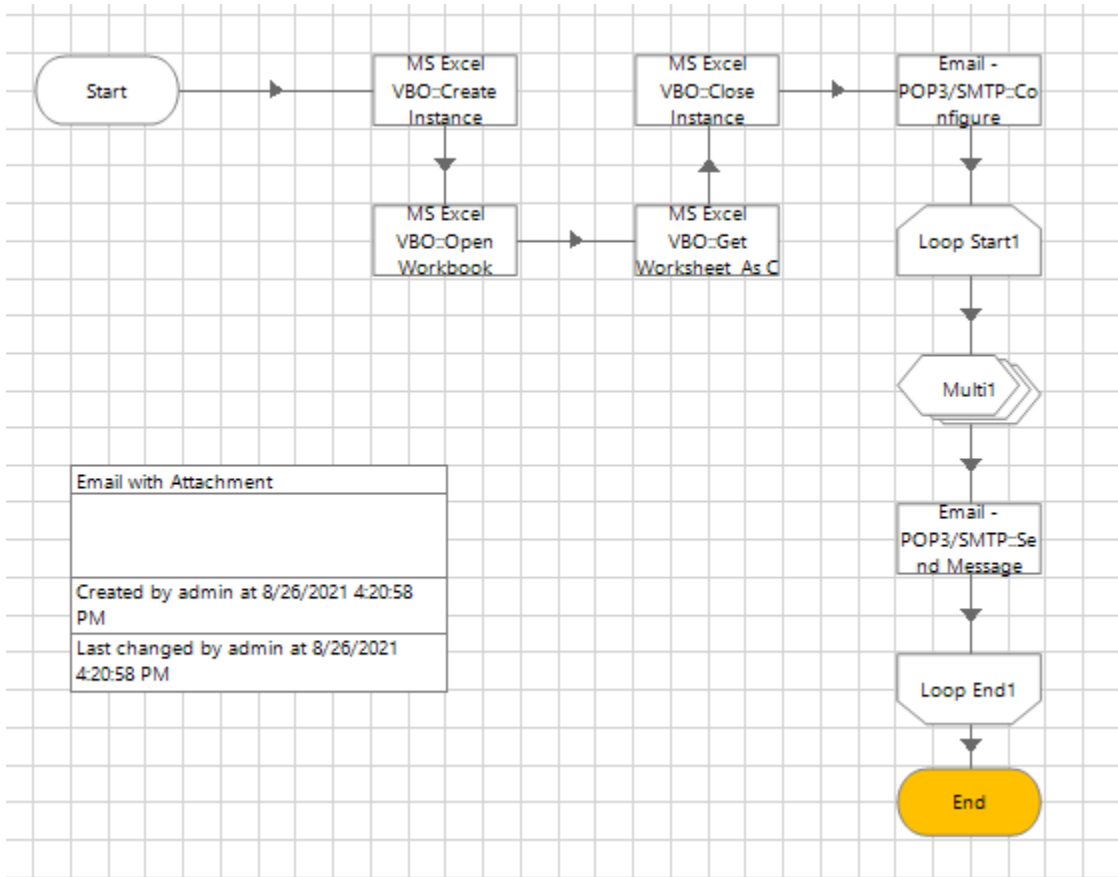 Start
MS Excel
VBO::Create
Instance
MS Excel
VBO::Open
Workbook
MS Excel
VBO::Get
Worksheet As C
MS Excel
VBO::Close
Instance
Email -
POP3/SMTP::Co
nfigure
Loop Start1
Multi1
Email -
POP3/SMTP::Se
nd Message
Loop End1
End
Email with Attachment
Created by admin at 8/26/2021 4:20:58
PM
Last changed by admin at 8/26/2021
4:20:58 PM